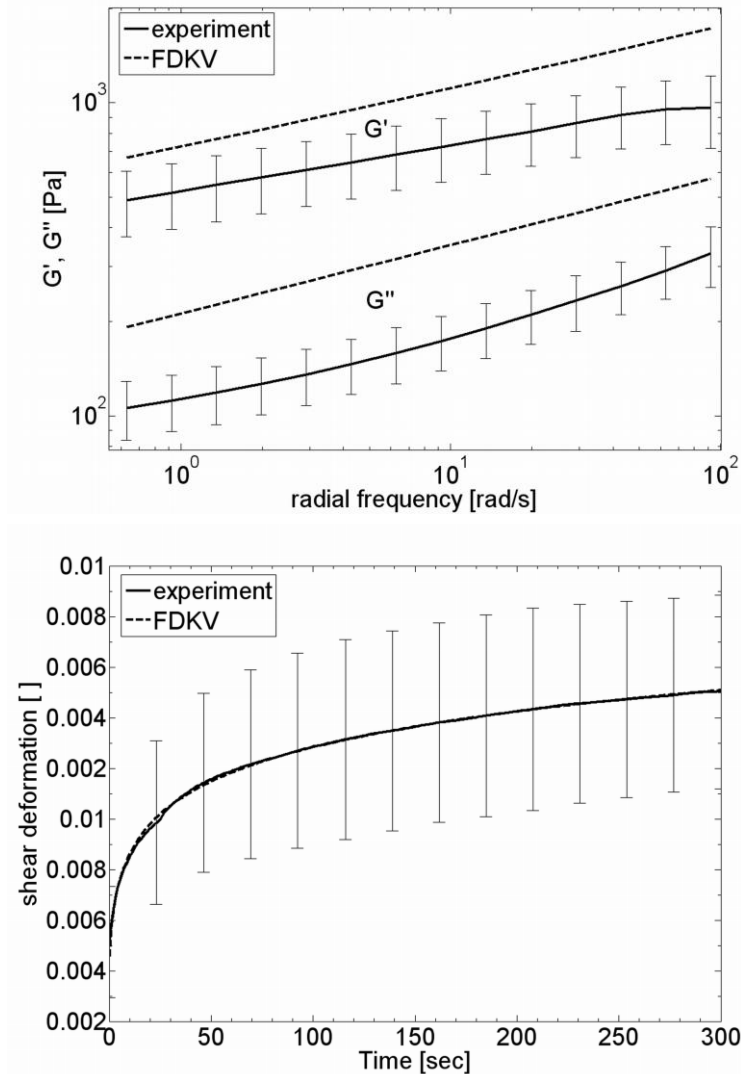 experiment
FDKV
10³
G'
G', G'' [Pa]
G''
10²
10⁰
10¹
10²
radial frequency [rad/s]
0.01
experiment
FDKV
0.008
0.006
0.004
shear deformation [ ]
0.002
0.01
0.008
0.006
0.004
0.002
0
50
100
150
200
250
300
Time [sec]